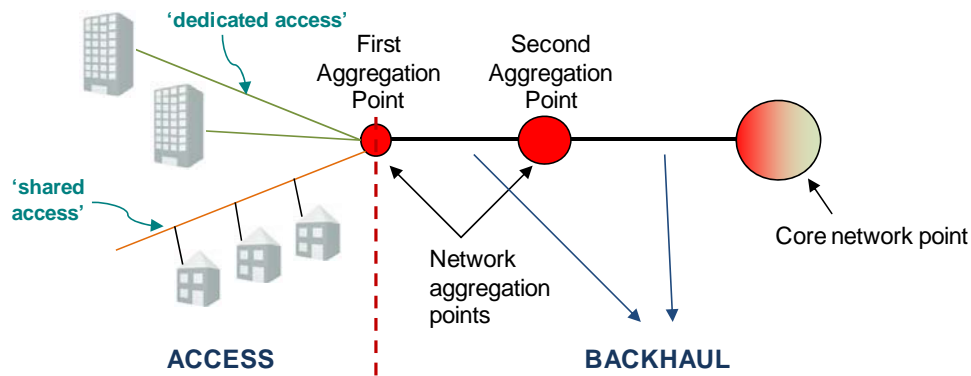 ‘dedicated access’
First
Aggregation
Point
Second
Aggregation
Point
‘shared
access’
Network
aggregation
points
Core network point
ACCESS
BACKHAUL